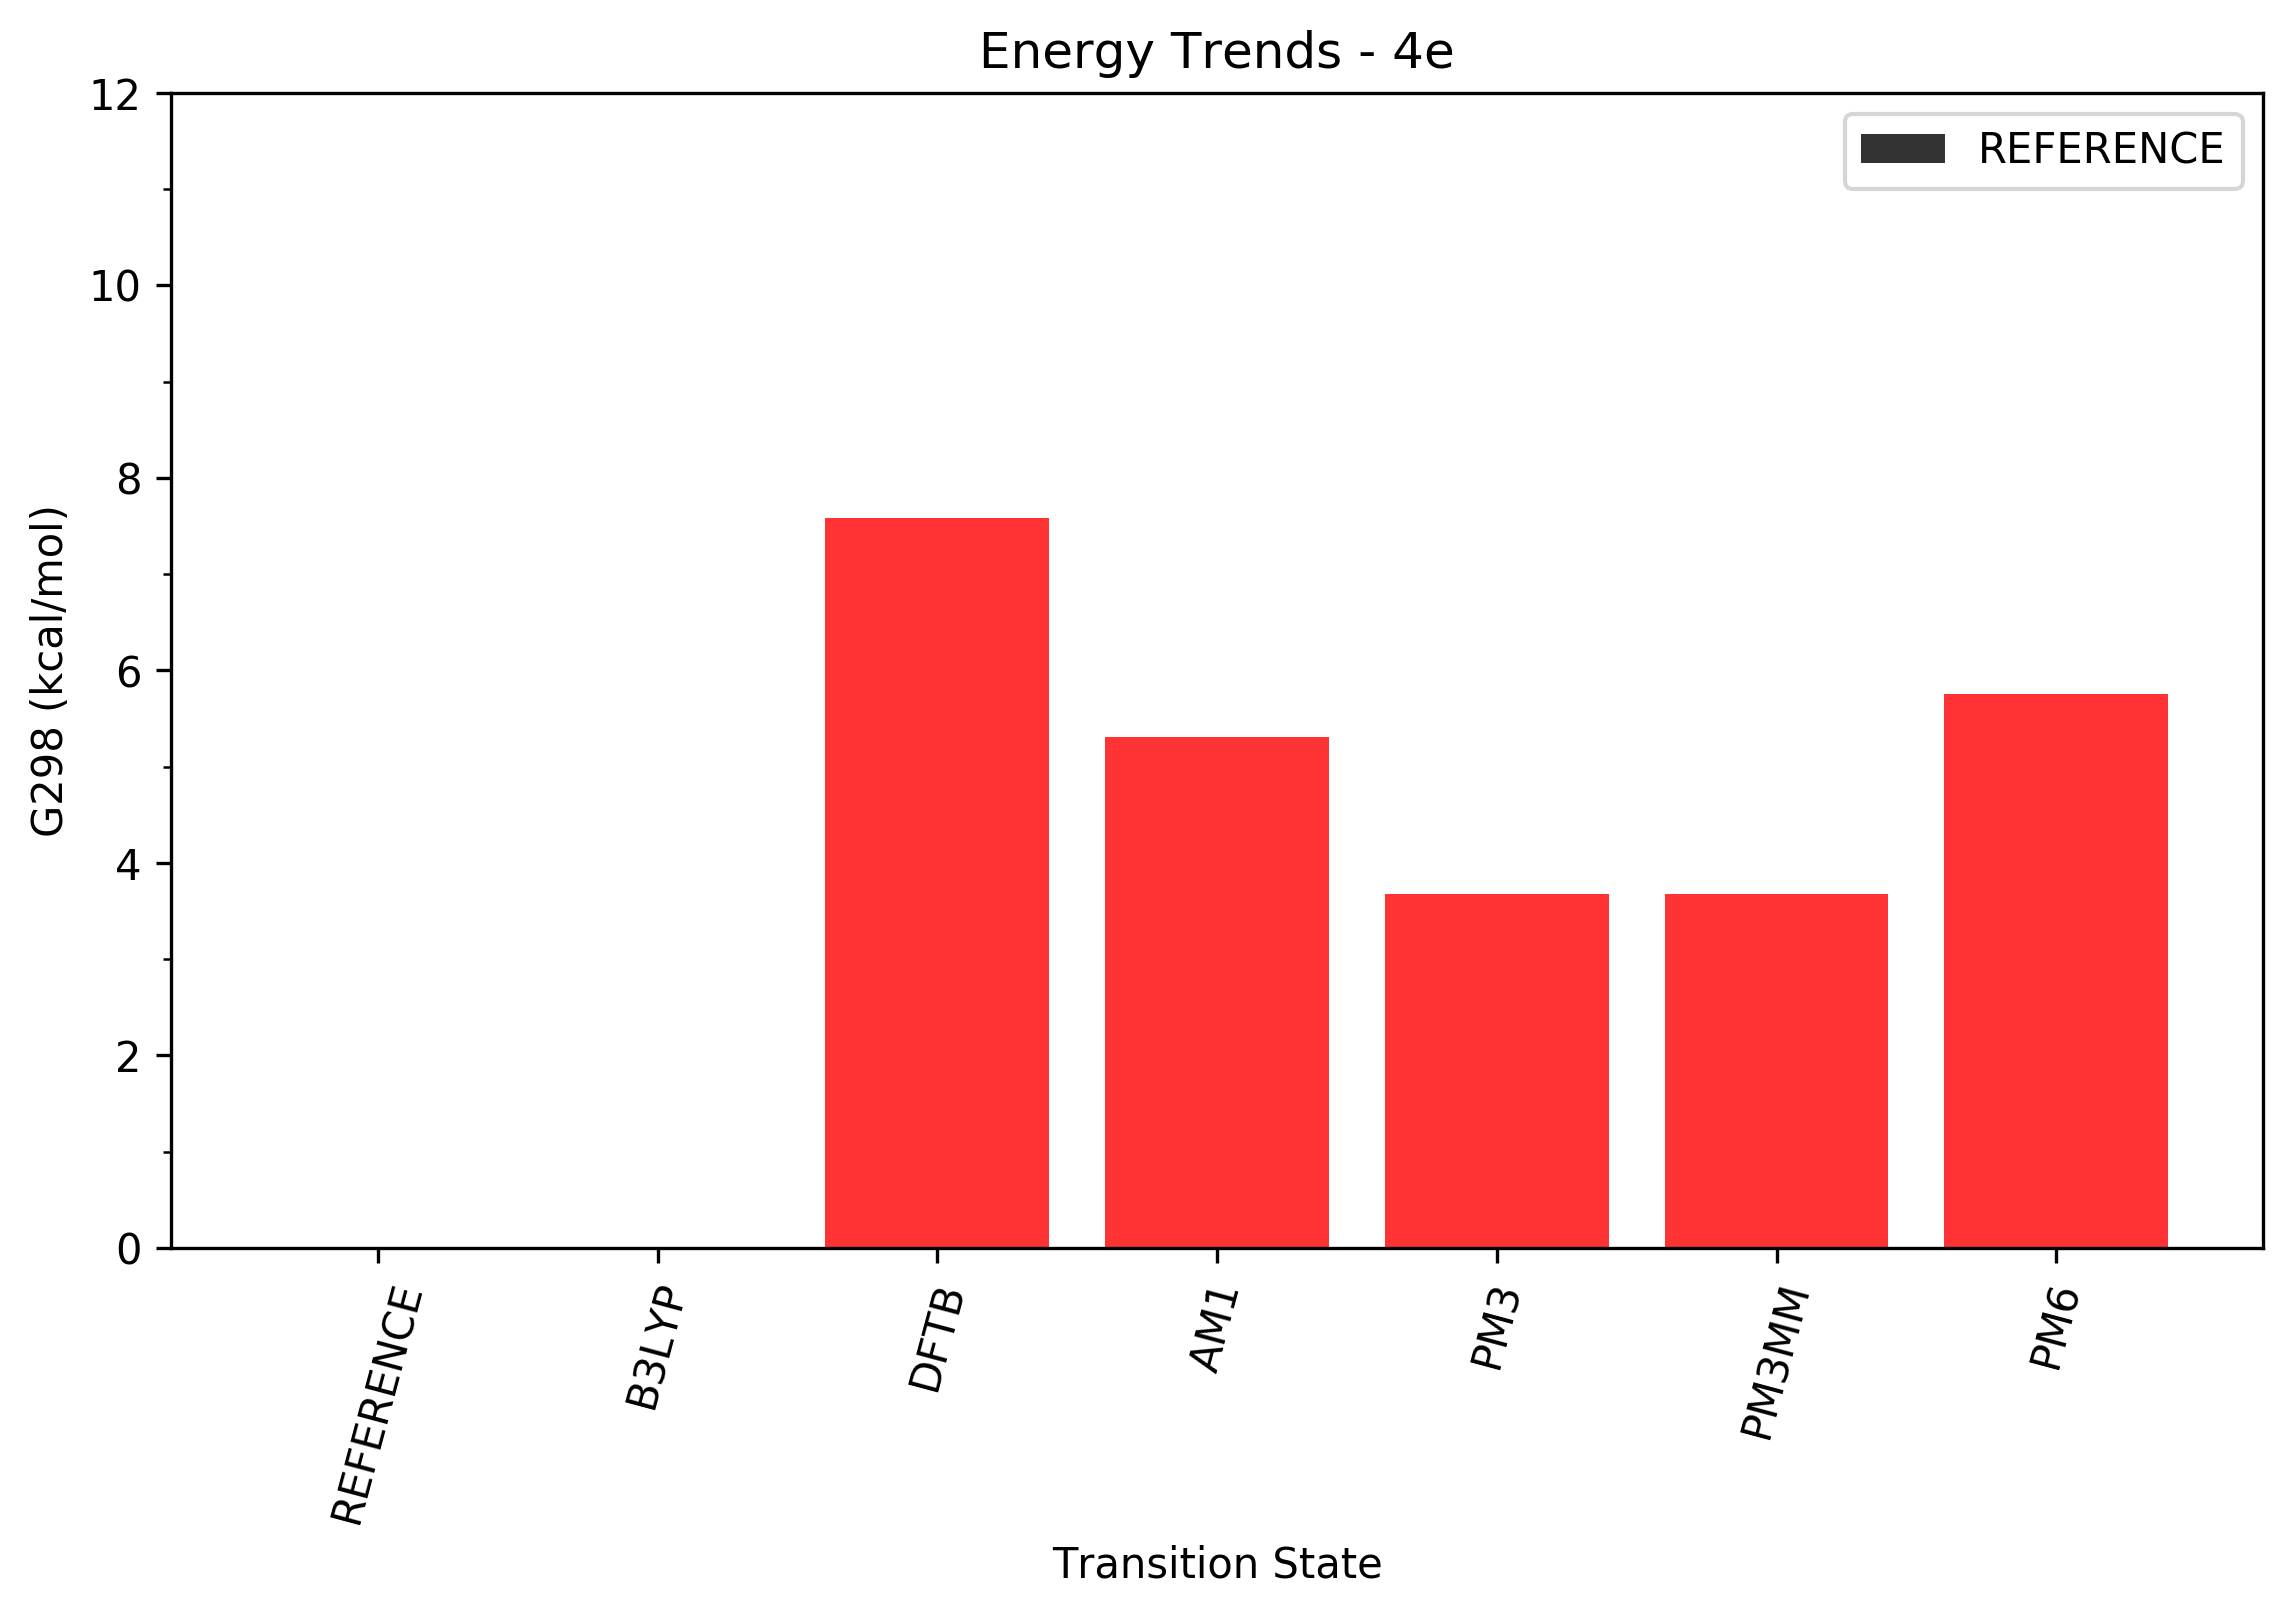 Energy Trends - 4e
REFERENCE
G298 (kcal/mol)
12
10
8
6
4
2
0
REFERENCE
B3LYP
DFTB
AM1
PM3
PM3MM
PM6
Transition State